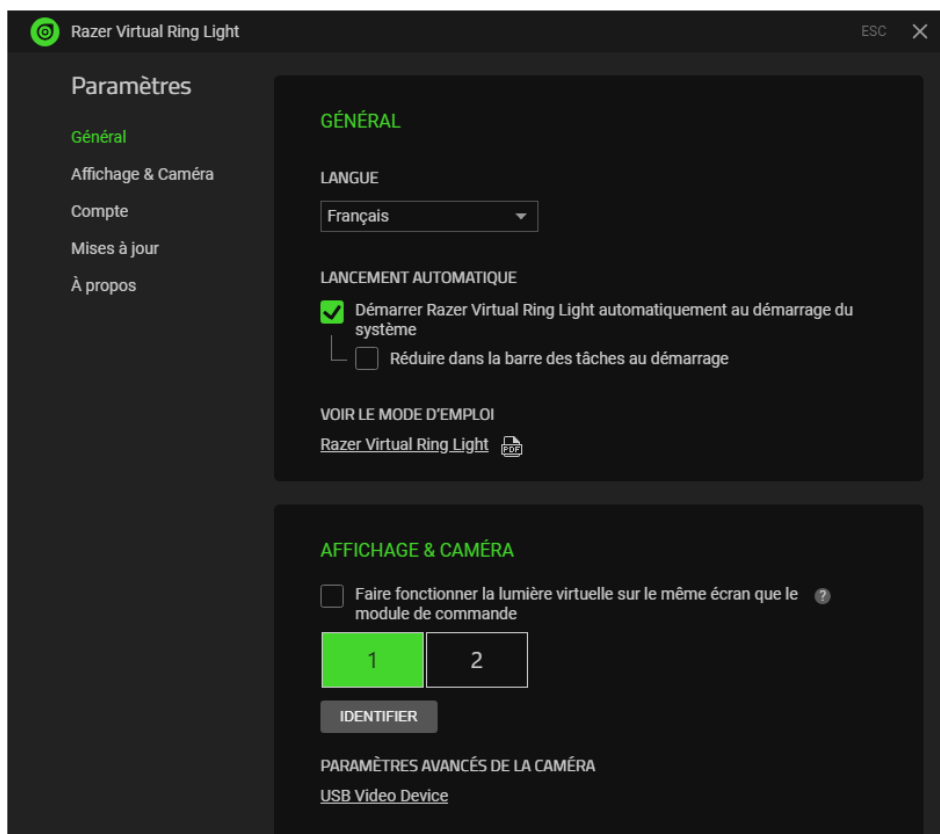 Razer Virtual Ring Light
ESC
Paramètres
Général
Affichage & Caméra
Compte
Mises à jour
À propos
GÉNÉRAL
LANGUE
Français
LANCEMENT AUTOMATIQUE
Démarrer Razer Virtual Ring Light automatiquement au démarrage du
système
Réduire dans la barre des tâches au démarrage
VOIR LE MODE D'EMPLOI
Razer Virtual Ring Light
PDF
AFFICHAGE & CAMÉRA
Faire fonctionner la lumière virtuelle sur le même écran que le
?
module de commande
1
2
IDENTIFIER
PARAMÈTRES AVANCÉS DE LA CAMÉRA
USB Video Device